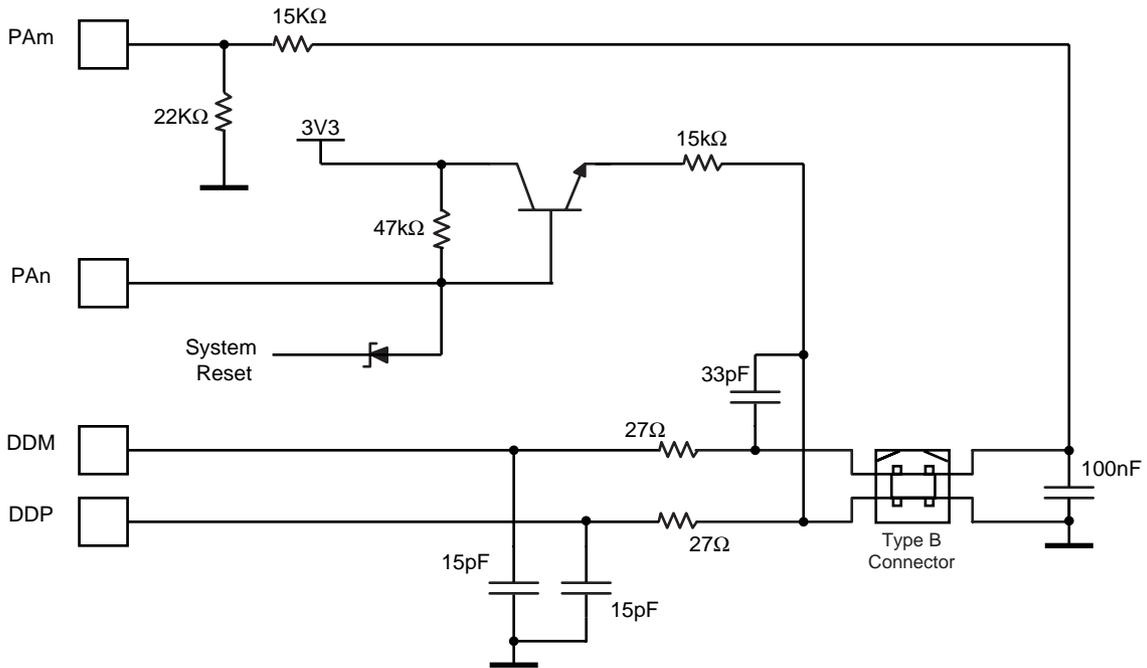 PAm
15KΩ
22KΩ
3V3
15kΩ
47kΩ
PAn
System
Reset
33pF
DDM
27Ω
100nF
DDP
27Ω
Type B
Connector
15pF
15pF